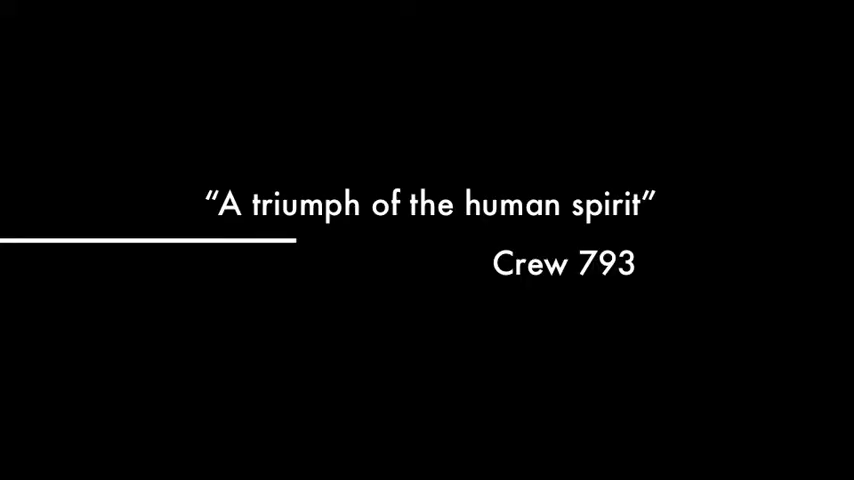 “A triumph of the human spirit”
Crew 793